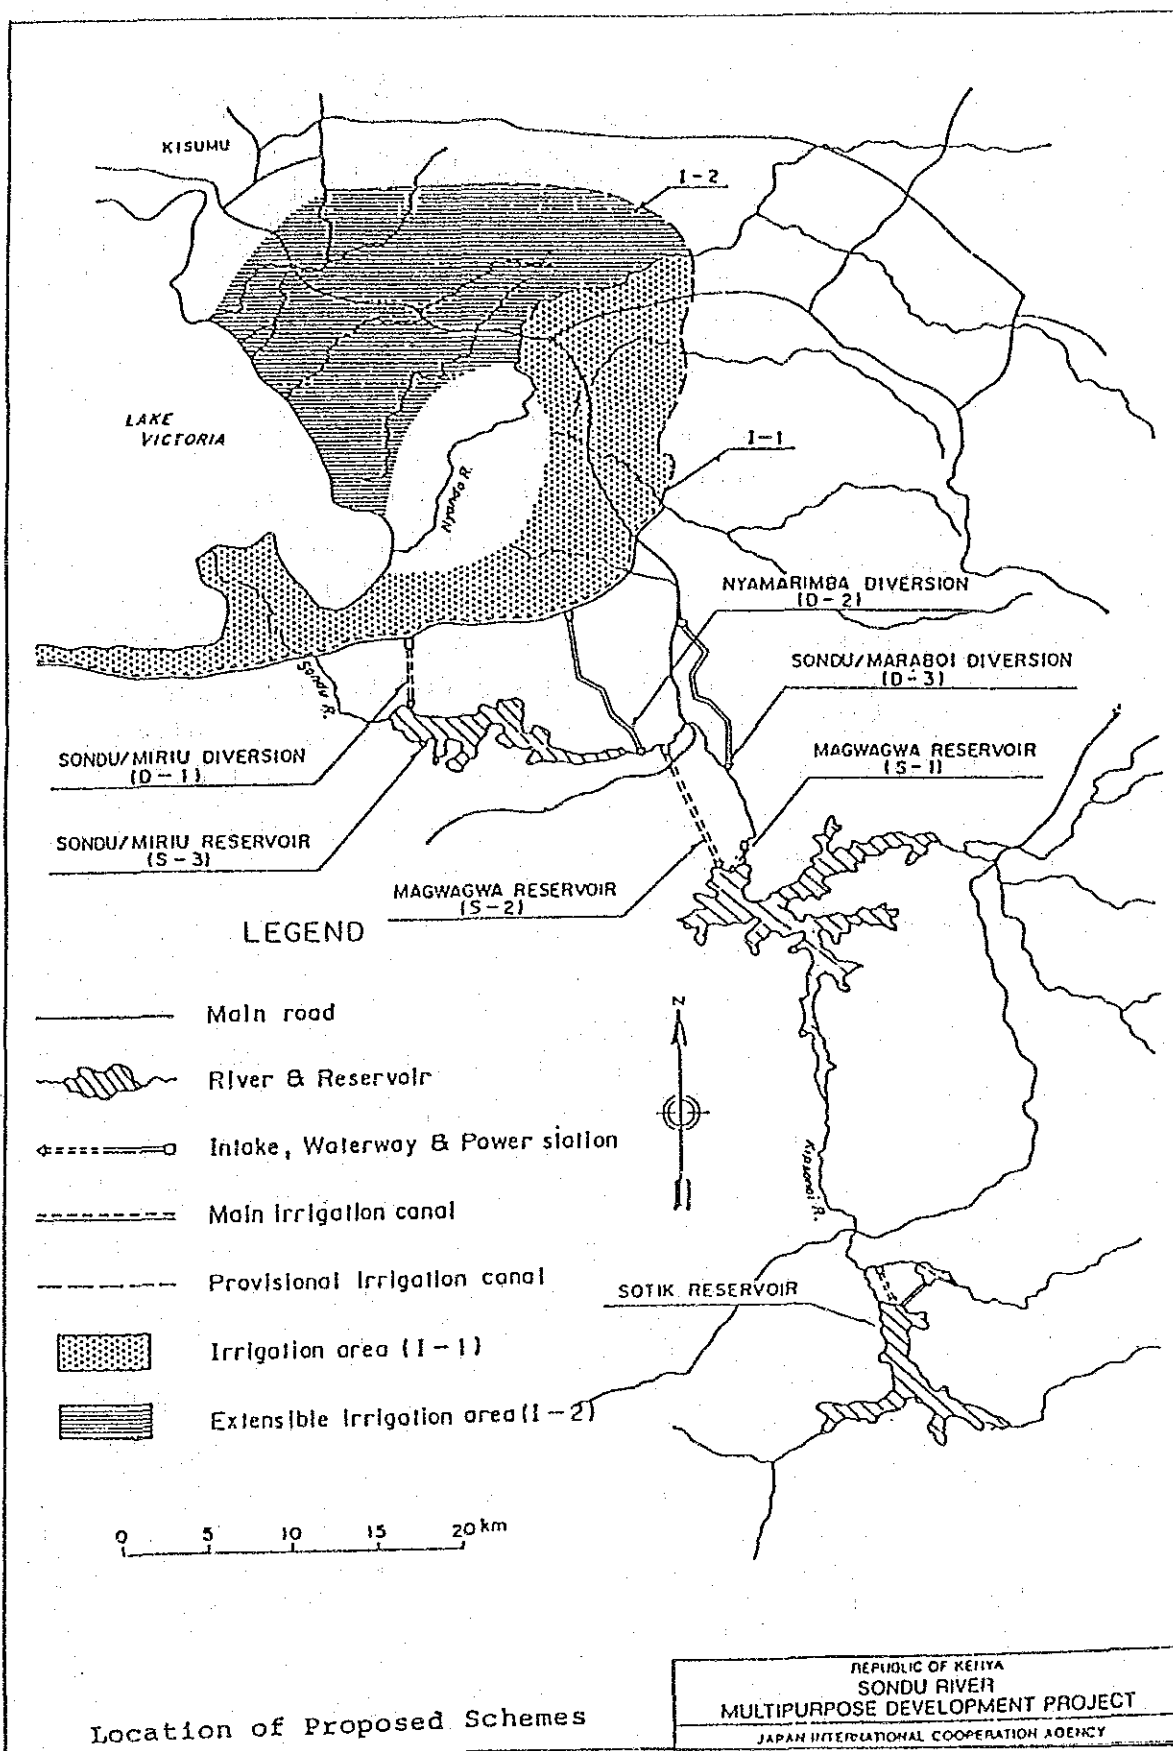 KISUMU
I-2
LAKE
VICTORIA
I-1
Nyando R.
NYAMARIMBA DIVERSION
(D-2)
SONDU/MARABOI DIVERSION
(D-3)
Sondu R.
SONDU/MIRIU DIVERSION
(D-1)
MAGWAGWA RESERVOIR
(S-1)
SONDU/MIRIU RESERVOIR
(S-3)
MAGWAGWA RESERVOIR
(S-2)
LEGEND
Main road
River & Reservoir
Intake, Waterway & Power station
Main irrigation canal
Provisional irrigation canal
Irrigation area (I-1)
Extensible irrigation area (I-2)
N
Kipsonoi R.
SOTIK RESERVOIR
0 5 10 15 20 km
Location of Proposed Schemes
REPUBLIC OF KENYA
SONDU RIVER
MULTIPURPOSE DEVELOPMENT PROJECT
JAPAN INTERNATIONAL COOPERATION AGENCY